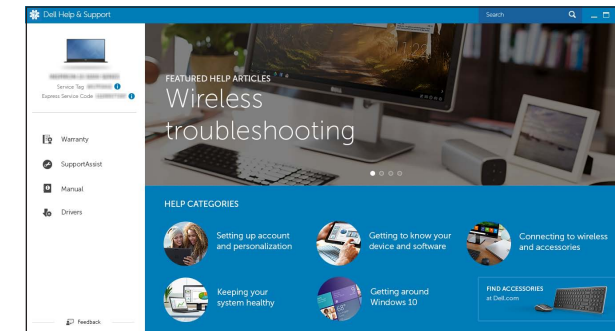 Dell Help & Support
Search
Service Tag
Express Service Code
Warranty
SupportAssist
Manual
Drivers
Feedback
FEATURED HELP ARTICLES
Wireless
troubleshooting
HELP CATEGORIES
Setting up account
and personalization
Getting to know your
device and software
Connecting to wireless
and accessories
Keeping your
system healthy
Getting around
Windows 10
FIND ACCESSORIES
at Dell.com